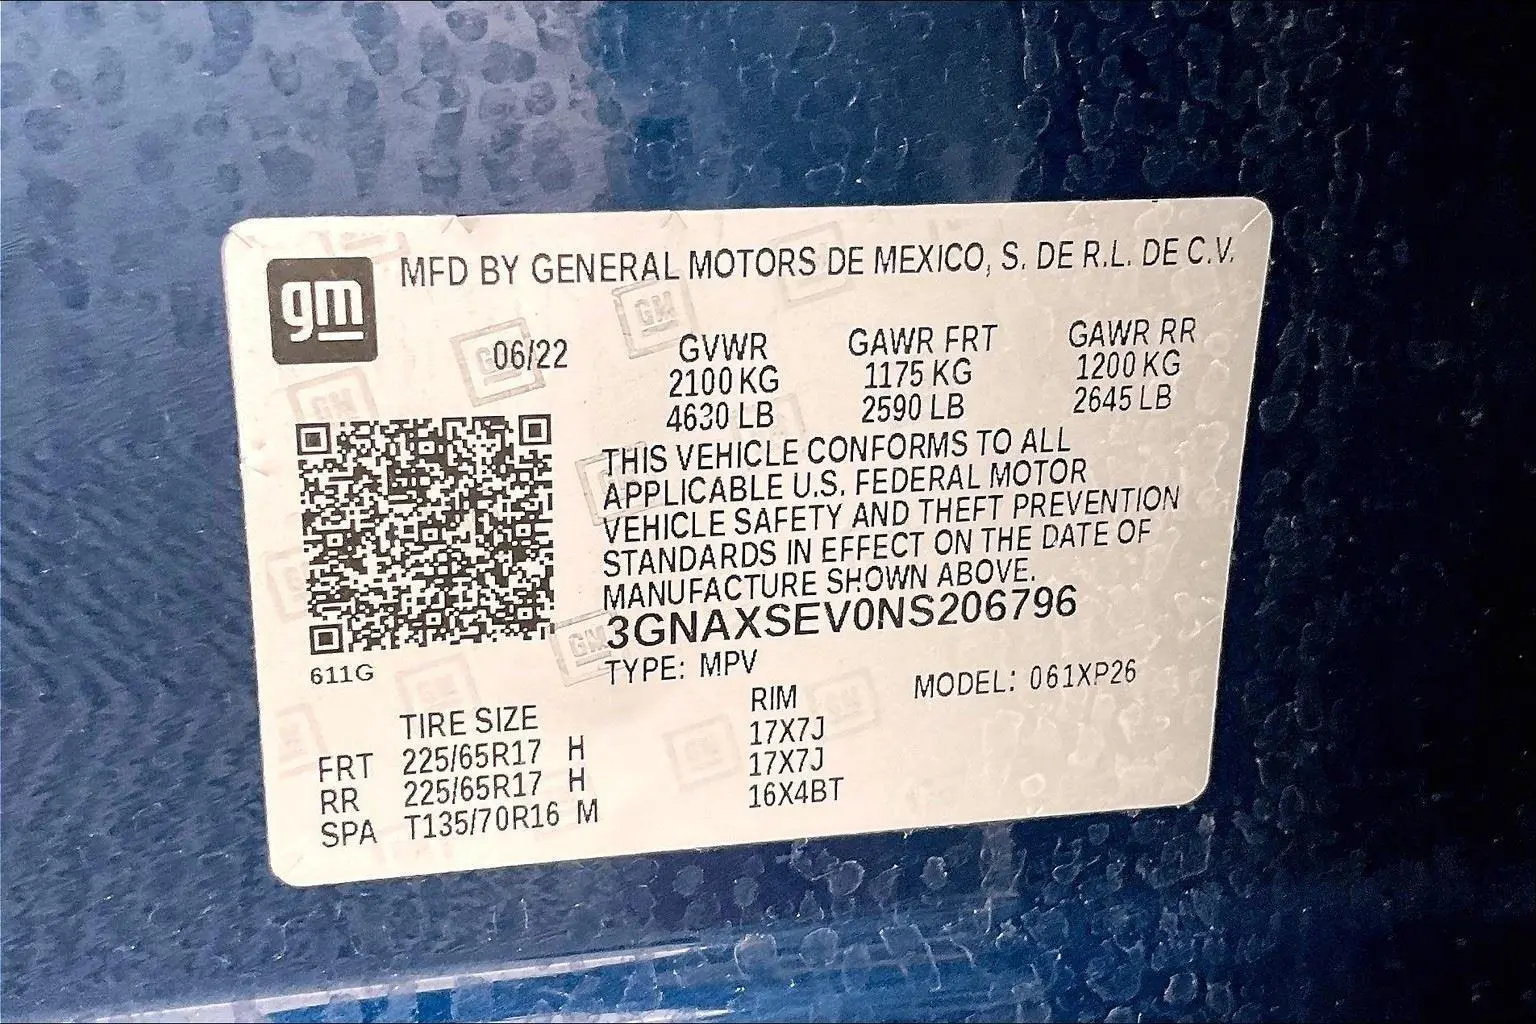 gm
MFD BY GENERAL MOTORS DE MEXICO, S. DE R.L. DE C.V.
06/22
GVWR GAWR FRT GAWR RR
2100 KG 1175 KG 1200 KG
4630 LB 2590 LB 2645 LB
THIS VEHICLE CONFORMS TO ALL
APPLICABLE U.S. FEDERAL MOTOR
VEHICLE SAFETY AND THEFT PREVENTION
STANDARDS IN EFFECT ON THE DATE OF
MANUFACTURE SHOWN ABOVE.
3GNAXSEV0NS206796
611G
TYPE: MPV MODEL: 061XP26
TIRE SIZE RIM
FRT 225/65R17 H 17X7J
RR 225/65R17 H 17X7J
SPA T135/70R16 M 16X4BT